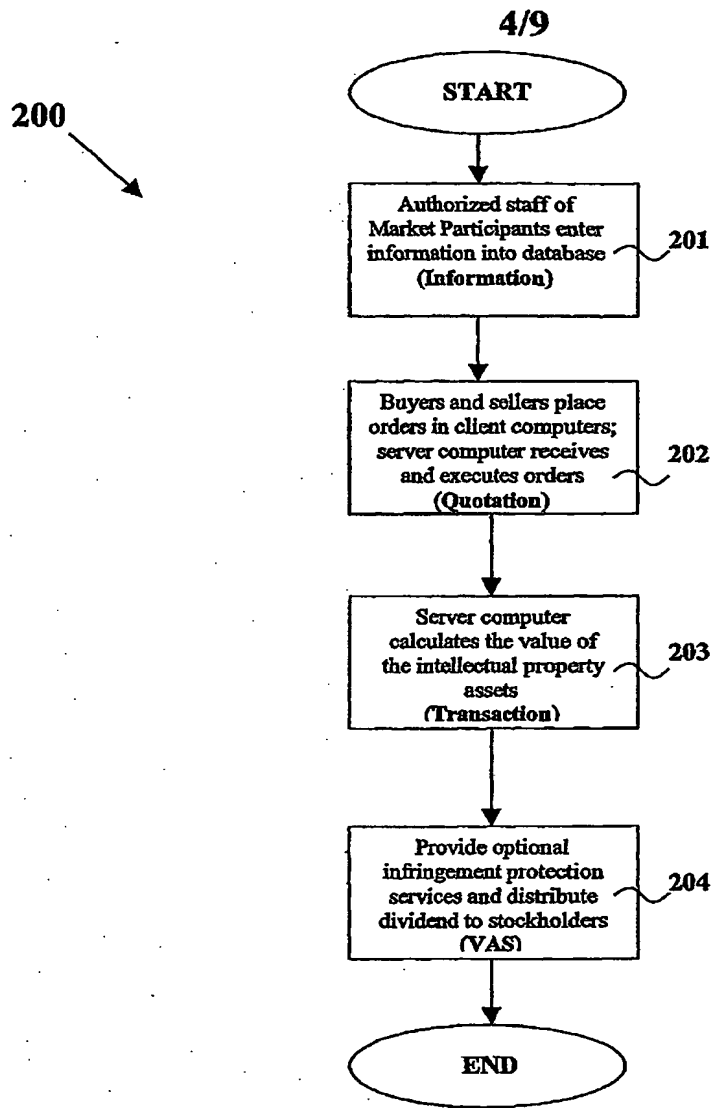 4/9
START
200
Authorized staff of
Market Participants enter
information into database
(Information)
201
Buyers and sellers place
orders in client computers;
server computer receives
and executes orders
(Quotation)
202
Server computer
calculates the value of
the intellectual property
assets
(Transaction)
203
Provide optional
infringement protection
services and distribute
dividend to stockholders
(VAS)
204
END